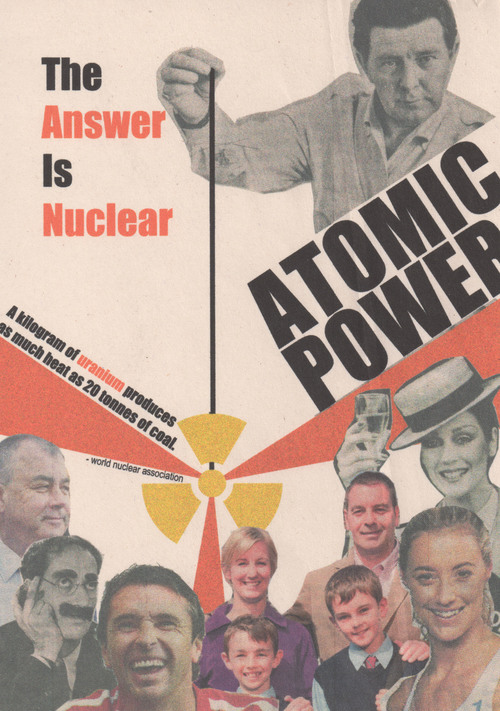 The
Answer
Is
Nuclear
ATOMIC
POWER
A kilogram of uranium produces
as much heat as 20 tonnes of coal.
- world nuclear association